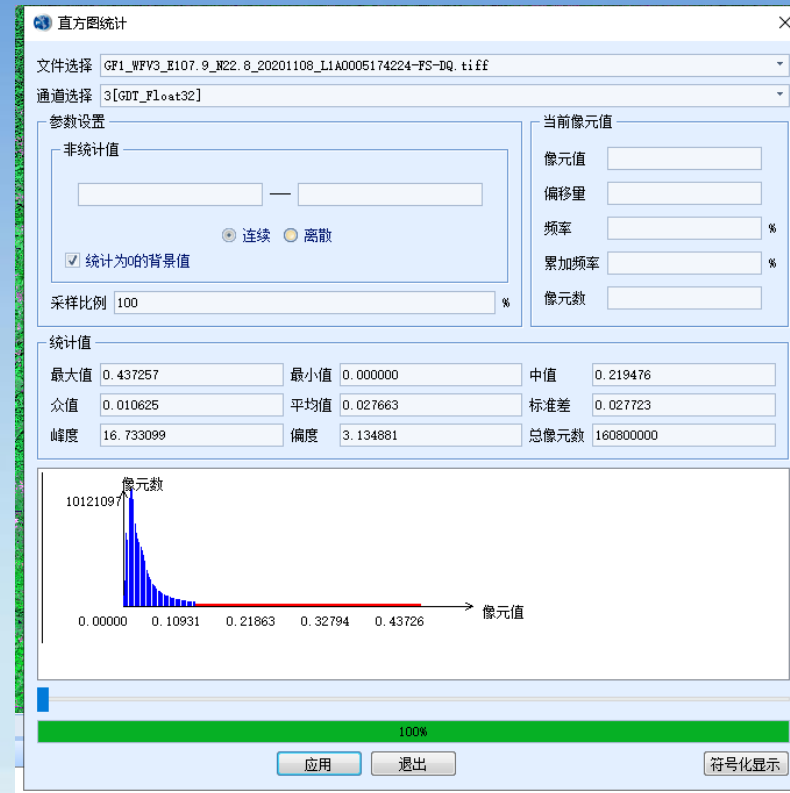 直方图统计
文件选择 GF1_WFV3_E107.9_N22.8_20201108_L1A0005174224-FS-DQ.tiff
通道选择 3[GDT_Float32]
参数设置
非统计值
—
连续 离散
统计为0的背景值
采样比例 100 %
当前像元值
像元值
偏移量
频率 %
累加频率 %
像元数
统计值
最大值 0.437257 最小值 0.000000 中值 0.219476
众值 0.010625 平均值 0.027663 标准差 0.027723
峰度 16.733099 偏度 3.134881 总像元数 160800000
像元数
10121097
像元值
0.00000 0.10931 0.21863 0.32794 0.43726
100%
应用 退出 符号化显示